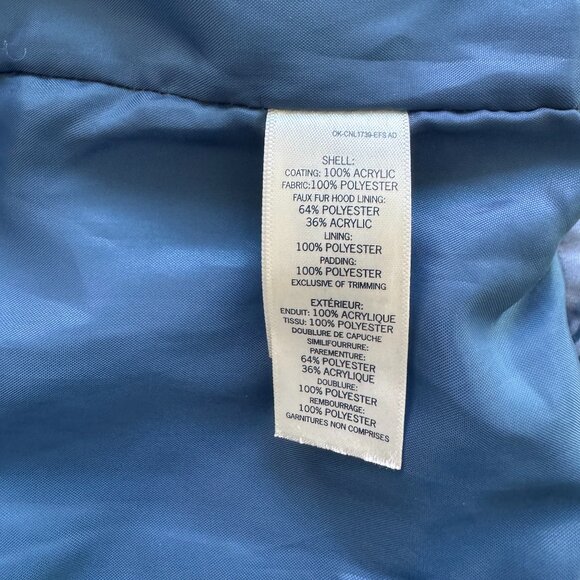 OK-CNL1739-EFS AD
SHELL:
COATING: 100% ACRYLIC
FABRIC:100% POLYESTER
FAUX FUR HOOD LINING:
64% POLYESTER
36% ACRYLIC
LINING:
100% POLYESTER
PADDING:
100% POLYESTER
EXCLUSIVE OF TRIMMING
EXTÉRIEUR:
ENDUIT: 100% ACRYLIQUE
TISSU: 100% POLYESTER
DOUBLURE DE CAPUCHE
SIMILIFOURRURE:
PAREMENTURE:
64% POLYESTER
36% ACRYLIQUE
DOUBLURE:
100% POLYESTER
REMBOURRAGE:
100% POLYESTER
GARNITURES NON COMPRISES